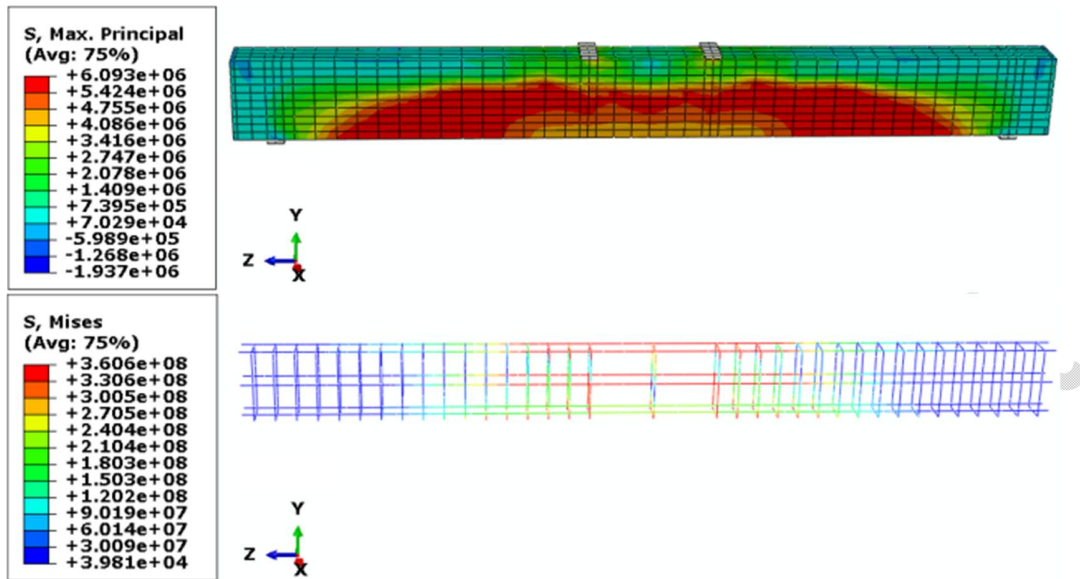 S, Max. Principal
(Avg: 75%)
+6.093e+06
+5.424e+06
+4.755e+06
+4.086e+06
+3.416e+06
+2.747e+06
+2.078e+06
+1.409e+06
+7.395e+05
+7.029e+04
-5.989e+05
-1.268e+06
-1.937e+06
Y
Z
X
S, Mises
(Avg: 75%)
+3.606e+08
+3.306e+08
+3.005e+08
+2.705e+08
+2.404e+08
+2.104e+08
+1.803e+08
+1.503e+08
+1.202e+08
+9.019e+07
+6.014e+07
+3.009e+07
+3.981e+04
Y
Z
X